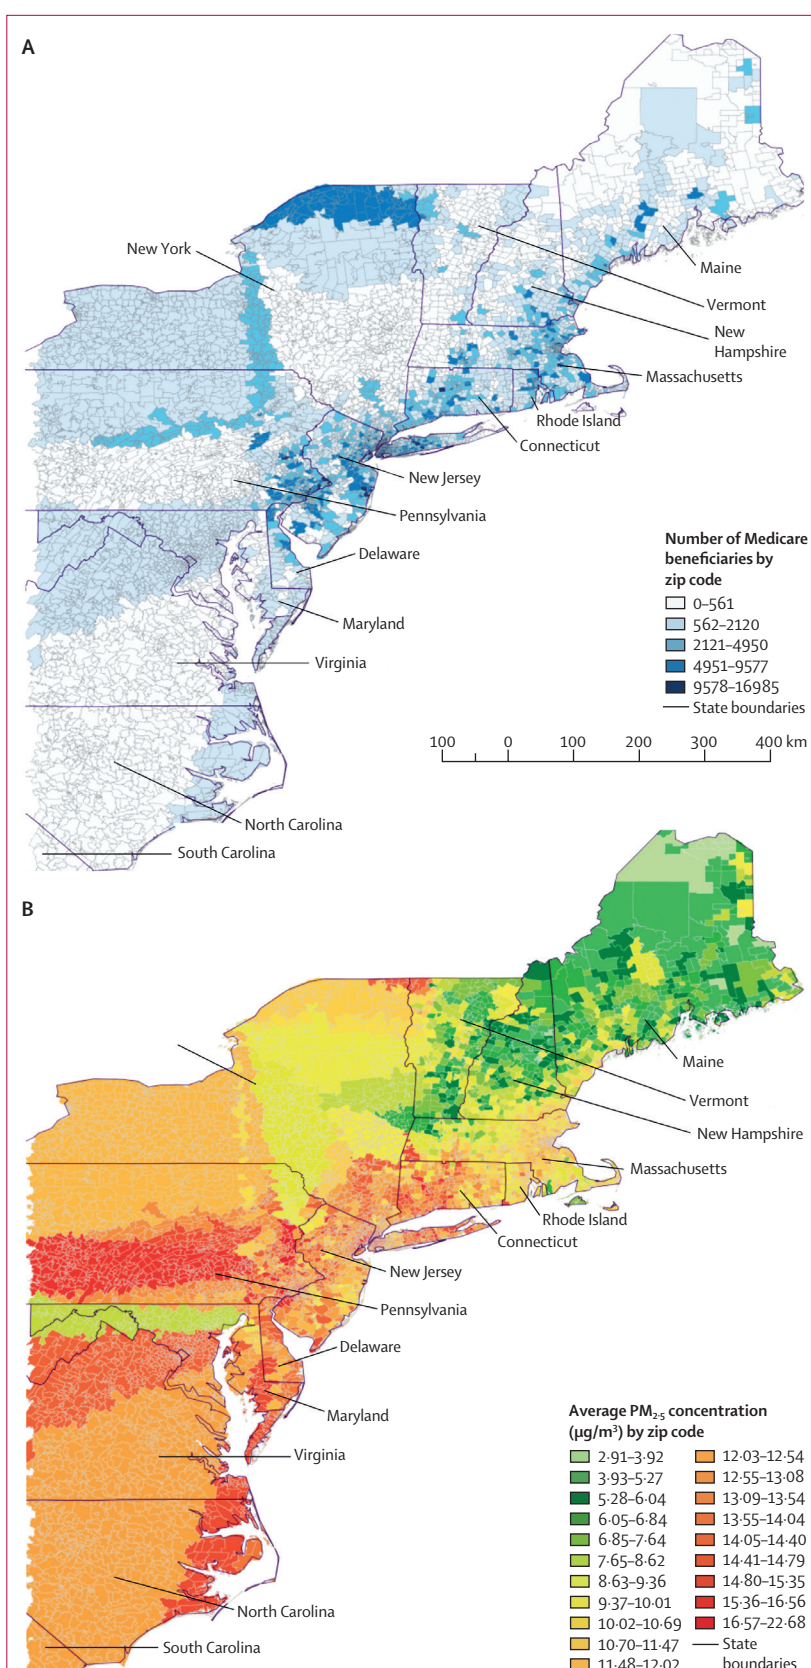 A
New York
Maine
Vermont
New
Hampshire
Massachusetts
Rhode Island
Connecticut
New Jersey
Pennsylvania
Delaware
Maryland
Virginia
North Carolina
South Carolina
Number of Medicare
beneficiaries by
zip code
0–561
562–2120
2121–4950
4951–9577
9578–16985
State boundaries
100 0 100 200 300 400 km
B
Maine
Vermont
New Hampshire
Massachusetts
Rhode Island
Connecticut
New Jersey
Pennsylvania
Delaware
Maryland
Virginia
North Carolina
South Carolina
Average PM2·5 concentration
(μg/m³) by zip code
2·91–3·92
3·93–5·27
5·28–6·04
6·05–6·84
6·85–7·64
7·65–8·62
8·63–9·36
9·37–10·01
10·02–10·69
10·70–11·47
11·48–12·02
12·03–12·54
12·55–13·08
13·09–13·54
13·55–14·04
14·05–14·40
14·41–14·79
14·80–15·35
15·36–16·56
16·57–22·68
State
boundaries